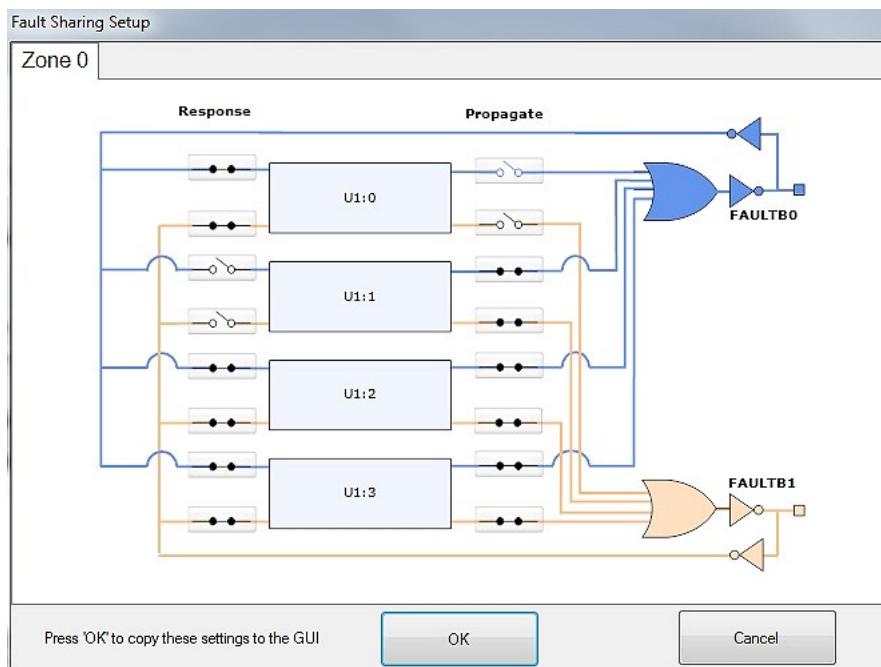 Fault Sharing Setup
Zone 0
Response
Propagate
U1:0
FAULTB0
U1:1
U1:2
U1:3
FAULTB1
Press 'OK' to copy these settings to the GUI
OK
Cancel